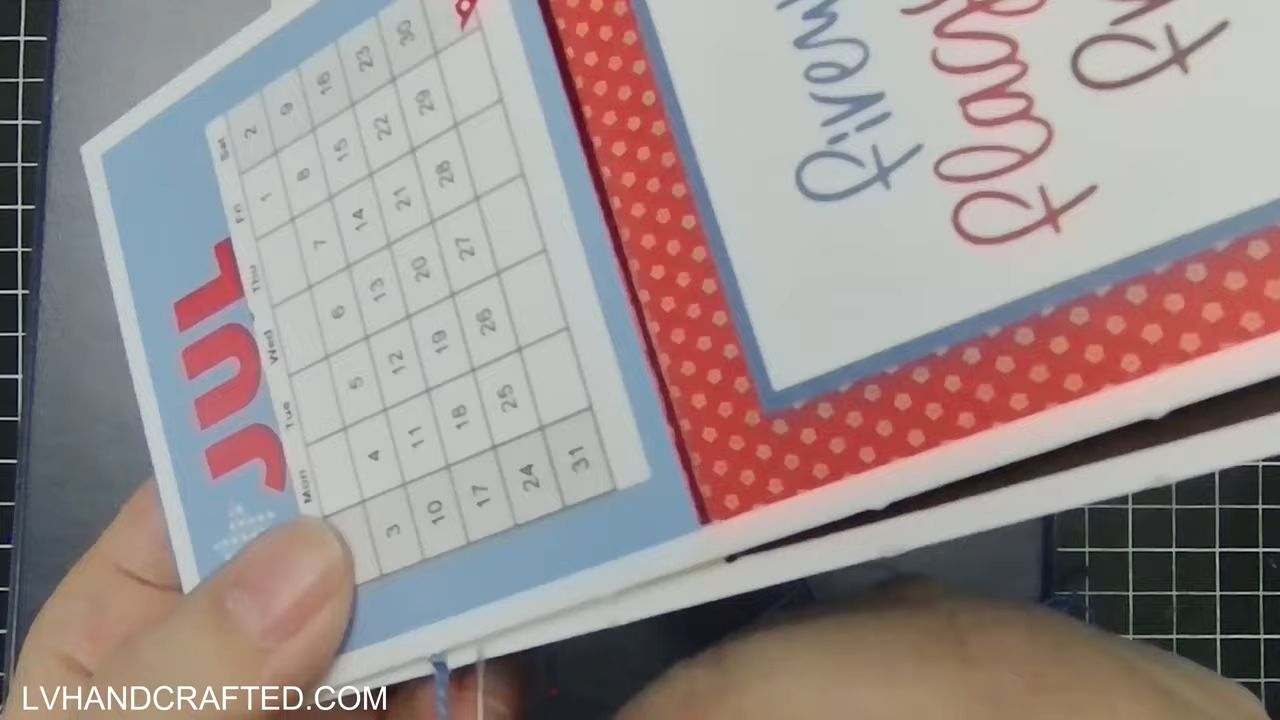 JUL
Mon Tue Wed Thu Fri Sat
1 2
3 4 5 6 7 8 9
10 11 12 13 14 15 16
17 18 19 20 21 22 23
24 25 26 27 28 29 30
31
LVHANDCRAFTED.COM